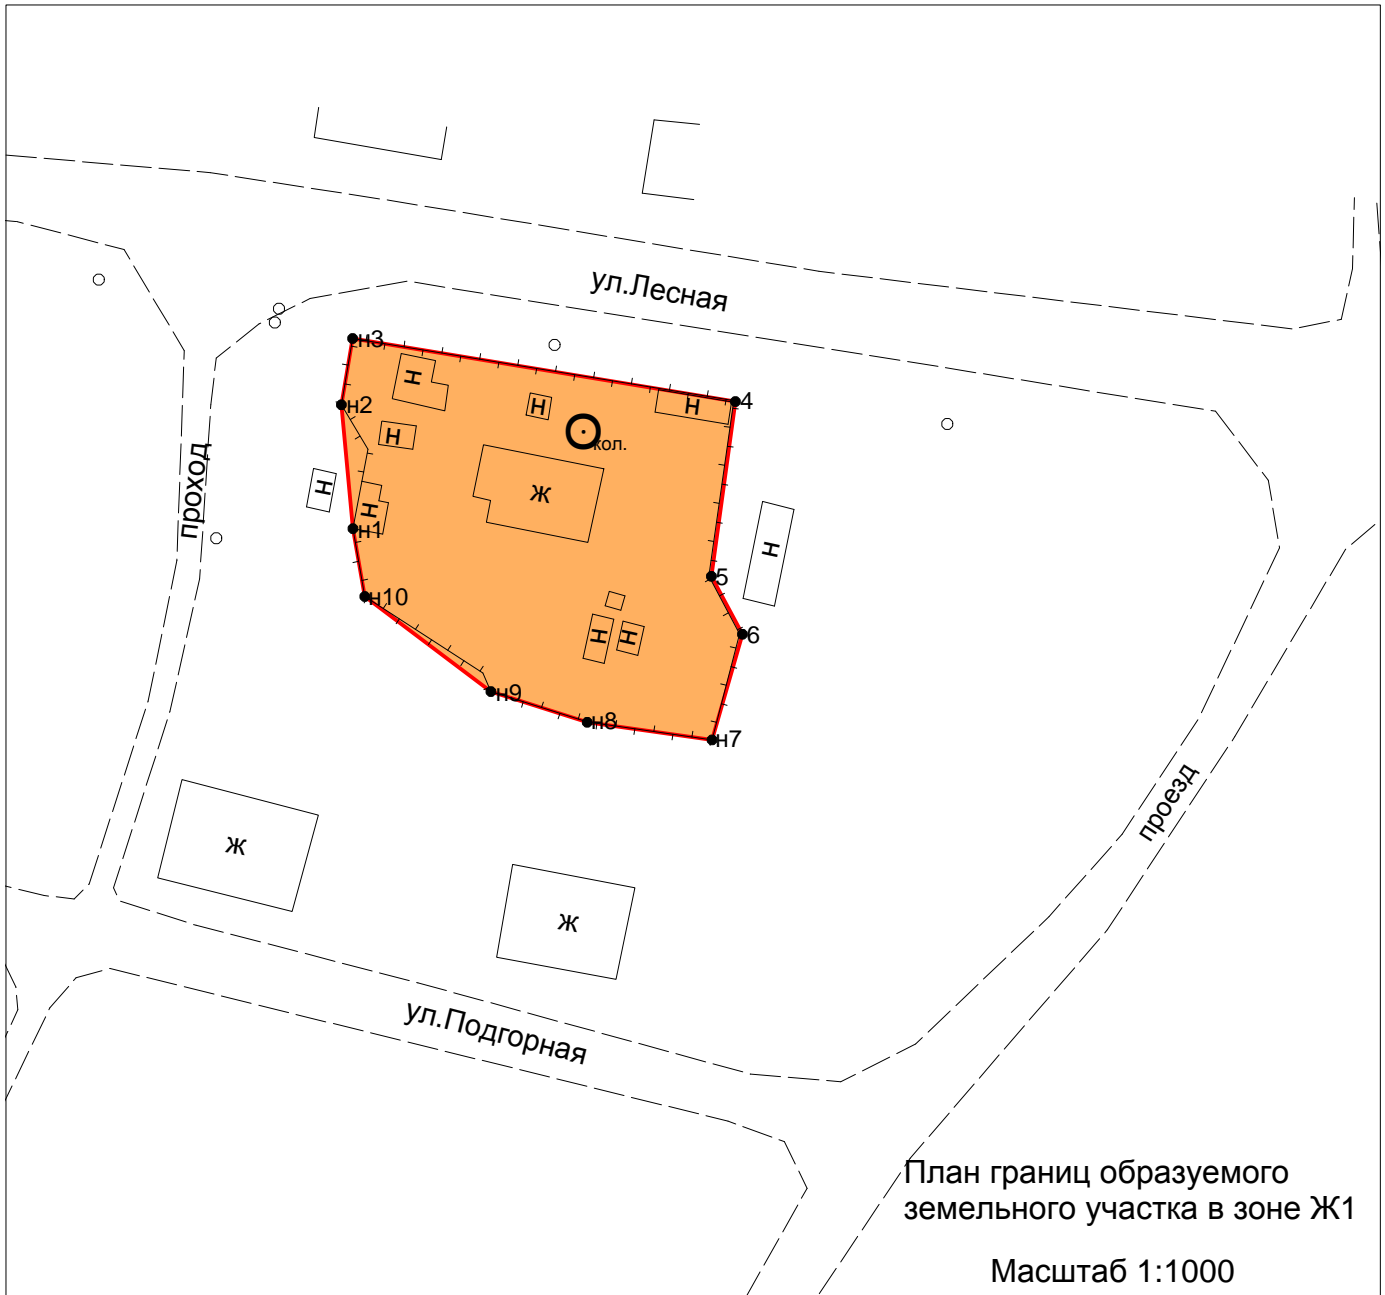 ул.Лесная
н3
4
н
н
н
н2
кол.
н
проход
ж
н
н
н1
н
5
н10
н
н
6
н9
н8
н7
проезд
ж
ж
ул.Подгорная
План границ образуемого
земельного участка в зоне Ж1
Масштаб 1:1000